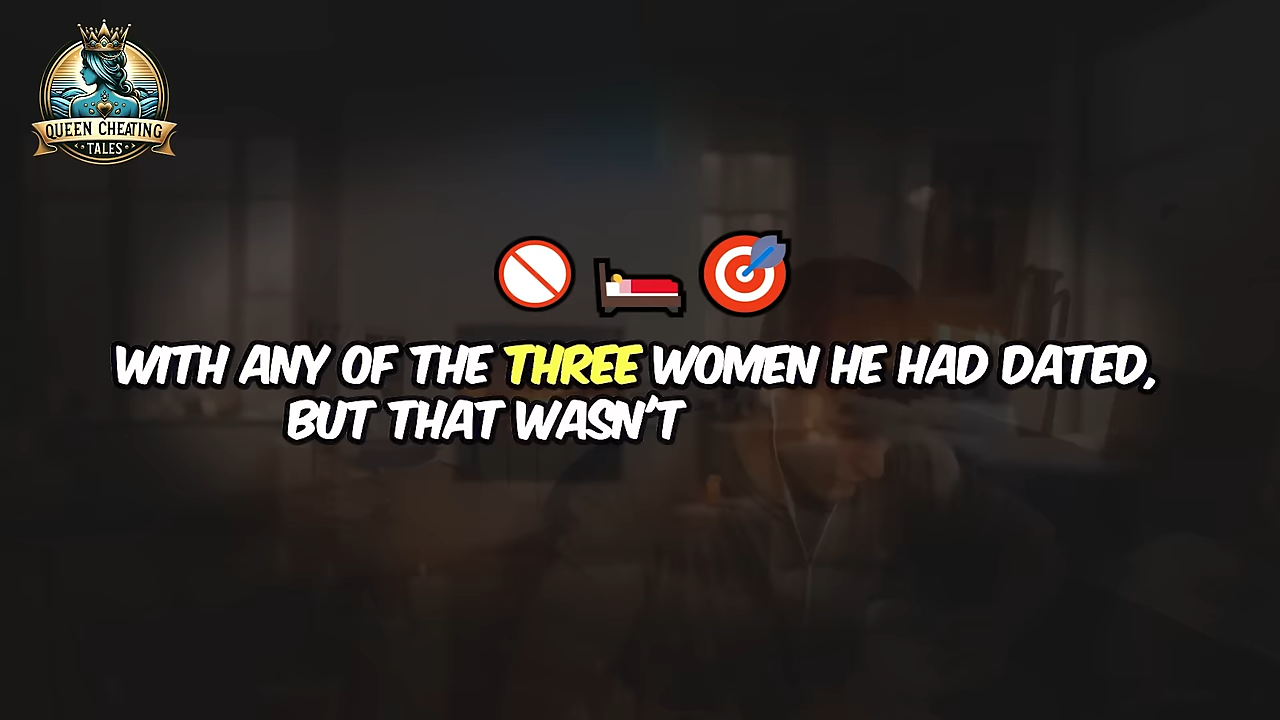 QUEEN CHEATING
TALES
WITH ANY OF THE THREE WOMEN HE HAD DATED,
BUT THAT WASN'T